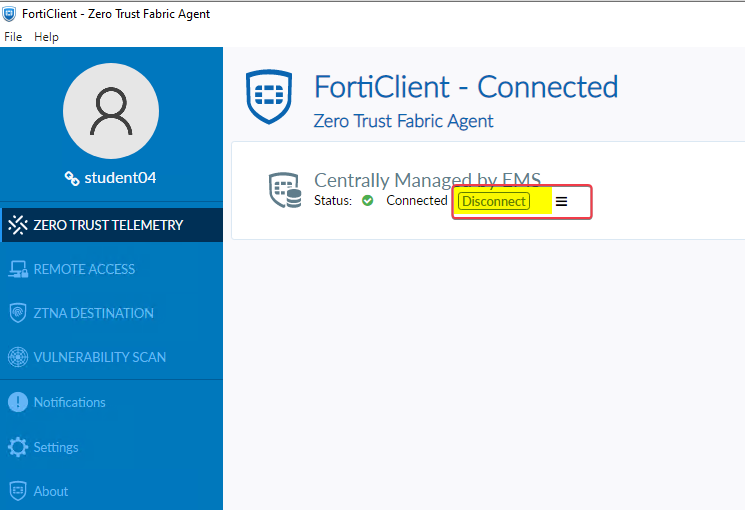 FortiClient - Zero Trust Fabric Agent
File Help
student04
ZERO TRUST TELEMETRY
REMOTE ACCESS
ZTNA DESTINATION
VULNERABILITY SCAN
Notifications
Settings
About
FortiClient - Connected
Zero Trust Fabric Agent
Centrally Managed by EMS
Status: Connected Disconnect